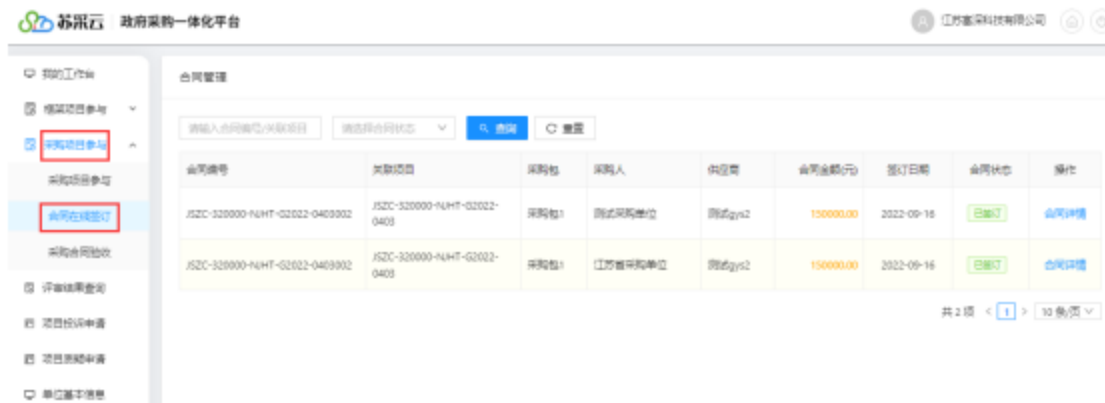 苏采云 政府采购一体化平台
江苏富深科技有限公司
我的工作台
框架项目参与
采购项目参与
采购项目参与
合同在线签订
采购合同验收
评审结果查询
项目投诉申请
项目质疑申请
单位基本信息
合同管理
请输入合同编号/关联项目 请选择合同状态 查询 重置
合同编号 关联项目 采购包 采购人 供应商 合同金额(元) 签订日期 合同状态 操作
JSZC-320000-NJHT-G2022-0403002 JSZC-320000-NJHT-G2022-0403 采购包1 测试采购单位 测试gys2 150000.00 2022-09-16 已签订 合同详情
JSZC-320000-NJHT-G2022-0403002 JSZC-320000-NJHT-G2022-0403 采购包1 江苏省采购单位 测试gys2 150000.00 2022-09-16 已签订 合同详情
共 2 项 < 1 > 10 条/页